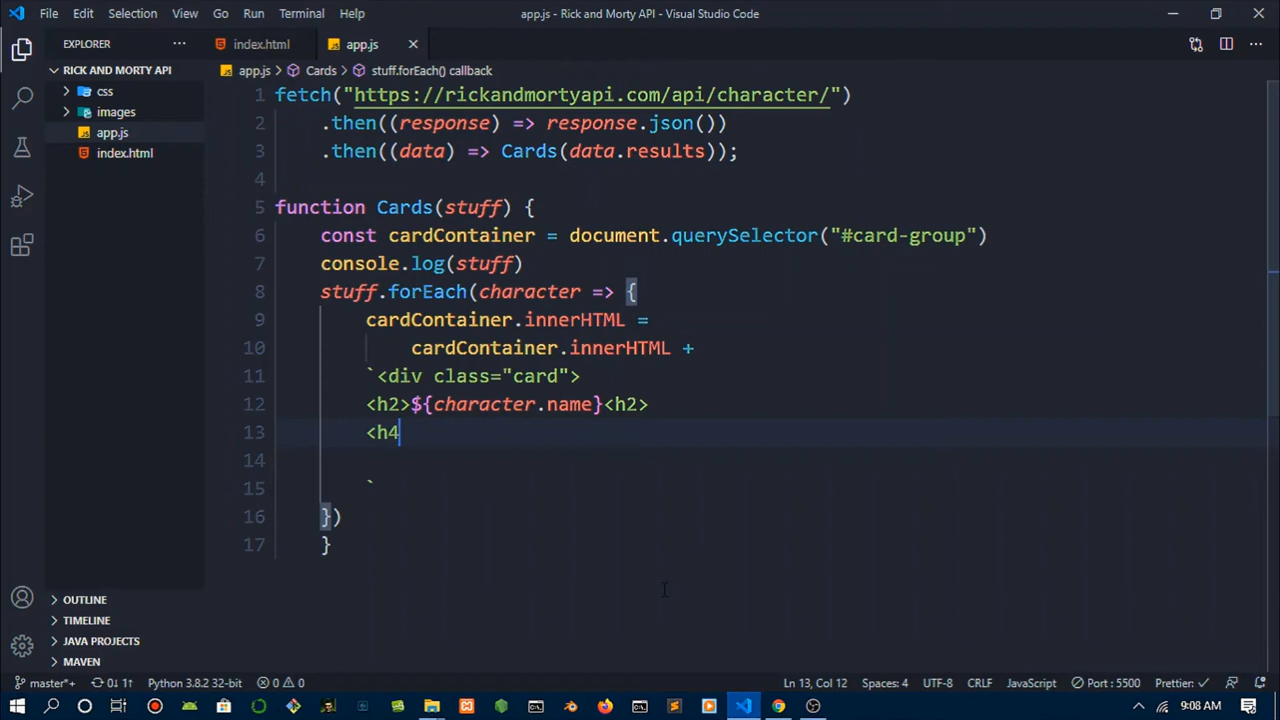 File Edit Selection View Go Run Terminal Help app.js - Rick and Morty API - Visual Studio Code
EXPLORER
index.html app.js
RICK AND MORTY API
css
images
app.js
index.html
OUTLINE
TIMELINE
JAVA PROJECTS
MAVEN
app.js > Cards > stuff.forEach() callback
1 fetch("https://rickandmortyapi.com/api/character/")
2 .then((response) => response.json())
3 .then((data) => Cards(data.results));
4
5 function Cards(stuff) {
6 const cardContainer = document.querySelector("#card-group")
7 console.log(stuff)
8 stuff.forEach(character => {
9 cardContainer.innerHTML =
10 cardContainer.innerHTML +
11 `<div class="card">
12 <h2>${character.name}<h2>
13 <h4
14
15 `
16 })
17 }
master*+ 0↓ 1↑ Python 3.8.2 32-bit 0 0 Ln 13, Col 12 Spaces: 4 UTF-8 CRLF JavaScript Port : 5500 Prettier: ✓
9:08 AM